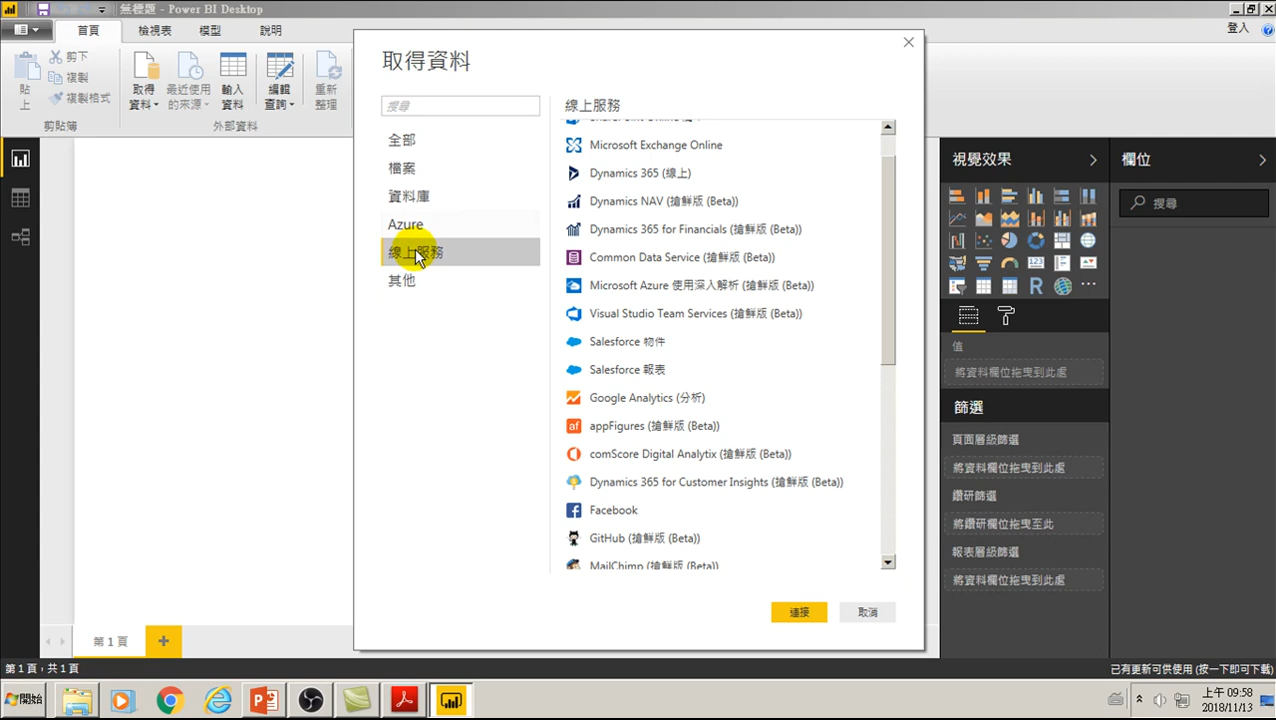 無標題 - Power BI Desktop
首頁 檢視表 模型 說明
登入
貼上
剪下
複製
複製格式
剪貼簿
取得資料
最近使用的來源
輸入資料
編輯查詢
外部資料
重新整理
取得資料
搜尋
全部
檔案
資料庫
Azure
線上服務
其他
線上服務
Microsoft Exchange Online
Dynamics 365 (線上)
Dynamics NAV (搶鮮版 (Beta))
Dynamics 365 for Financials (搶鮮版 (Beta))
Common Data Service (搶鮮版 (Beta))
Microsoft Azure 使用深入解析 (搶鮮版 (Beta))
Visual Studio Team Services (搶鮮版 (Beta))
Salesforce 物件
Salesforce 報表
Google Analytics (分析)
appFigures (搶鮮版 (Beta))
comScore Digital Analytix (搶鮮版 (Beta))
Dynamics 365 for Customer Insights (搶鮮版 (Beta))
Facebook
GitHub (搶鮮版 (Beta))
MailChimp (搶鮮版 (Beta))
連接 取消
視覺效果
值
將資料欄位拖曳到此處
篩選
頁面層級篩選
將資料欄位拖曳到此處
鑽研篩選
將鑽研欄位拖曳至此
報表層級篩選
將資料欄位拖曳到此處
欄位
搜尋
第 1 頁
第 1 頁，共 1 頁
已有更新可供使用 (按一下即可下載)
開始
上午 09:58
2018/11/13